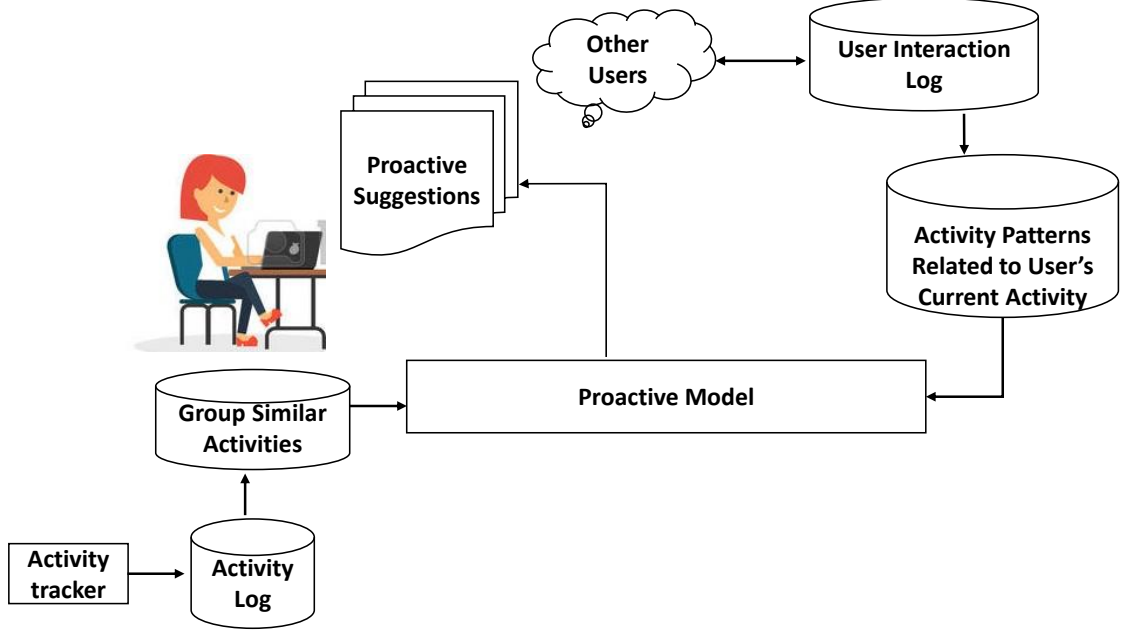 Other
Users
User Interaction
Log
Proactive
Suggestions
Activity Patterns
Related to User's
Current Activity
Proactive Model
Group Similar
Activities
Activity
tracker
Activity
Log